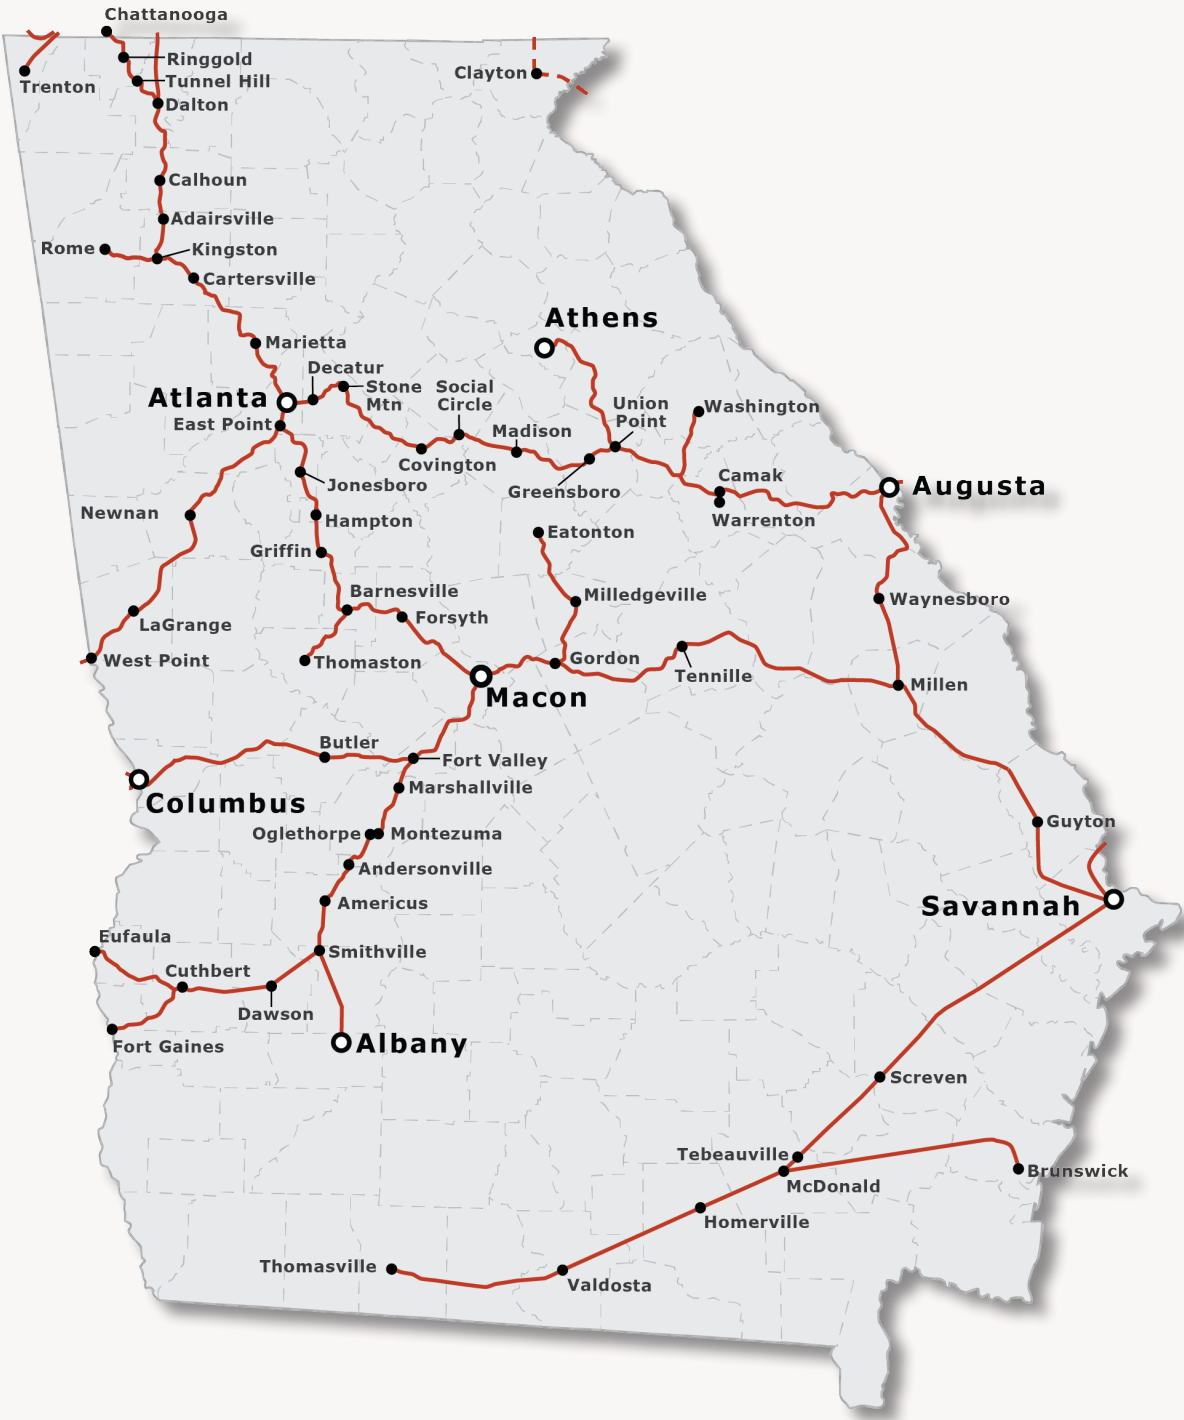 Chattanooga
Ringgold
Trenton
Tunnel Hill
Clayton
Dalton
Calhoun
Adairsville
Rome
Kingston
Cartersville
Athens
Marietta
Decatur
Stone
Mtn
Social
Circle
Atlanta
Union
Point
Washington
East Point
Madison
Covington
Camak
Jonesboro
Greensboro
Augusta
Newnan
Hampton
Warrenton
Eatonton
Griffin
Barnesville
Milledgeville
Waynesboro
LaGrange
Forsyth
West Point
Thomaston
Gordon
Tennille
Millen
Macon
Butler
Fort Valley
Columbus
Marshallville
Guyton
Oglethorpe
Montezuma
Andersonville
Americus
Savannah
Eufaula
Smithville
Cuthbert
Dawson
Fort Gaines
Albany
Screven
Tebeauville
Brunswick
McDonald
Homerville
Thomasville
Valdosta